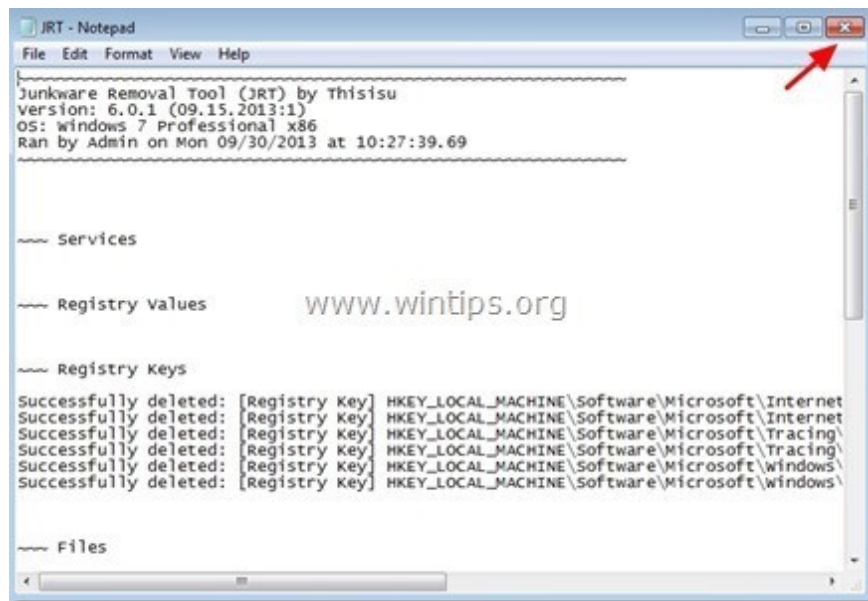 JRT - Notepad
File Edit Format View Help
~~~~~~~~~~~~~~~~~~~~~~~~~~~~~~~~~~~~~~~~~~~~~~~~~~~~~~~~~~~~~~~~~~~~~~~~~~~
Junkware Removal Tool (JRT) by Thisisu
Version: 6.0.1 (09.15.2013:1)
OS: Windows 7 Professional x86
Ran by Admin on Mon 09/30/2013 at 10:27:39.69
~~~~~~~~~~~~~~~~~~~~~~~~~~~~~~~~~~~~~~~~~~~~~~~~~~~~~~~~~~~~~~~~~~~~~~~~~~~
~~~ Services
~~~ Registry Values
www.wintips.org
~~~ Registry Keys
Successfully deleted: [Registry Key] HKEY_LOCAL_MACHINE\Software\Microsoft\Internet
Successfully deleted: [Registry Key] HKEY_LOCAL_MACHINE\Software\Microsoft\Internet
Successfully deleted: [Registry Key] HKEY_LOCAL_MACHINE\Software\Microsoft\Tracing\
Successfully deleted: [Registry Key] HKEY_LOCAL_MACHINE\Software\Microsoft\Tracing\
Successfully deleted: [Registry Key] HKEY_LOCAL_MACHINE\Software\Microsoft\Windows\
Successfully deleted: [Registry Key] HKEY_LOCAL_MACHINE\Software\Microsoft\Windows\
~~~ Files